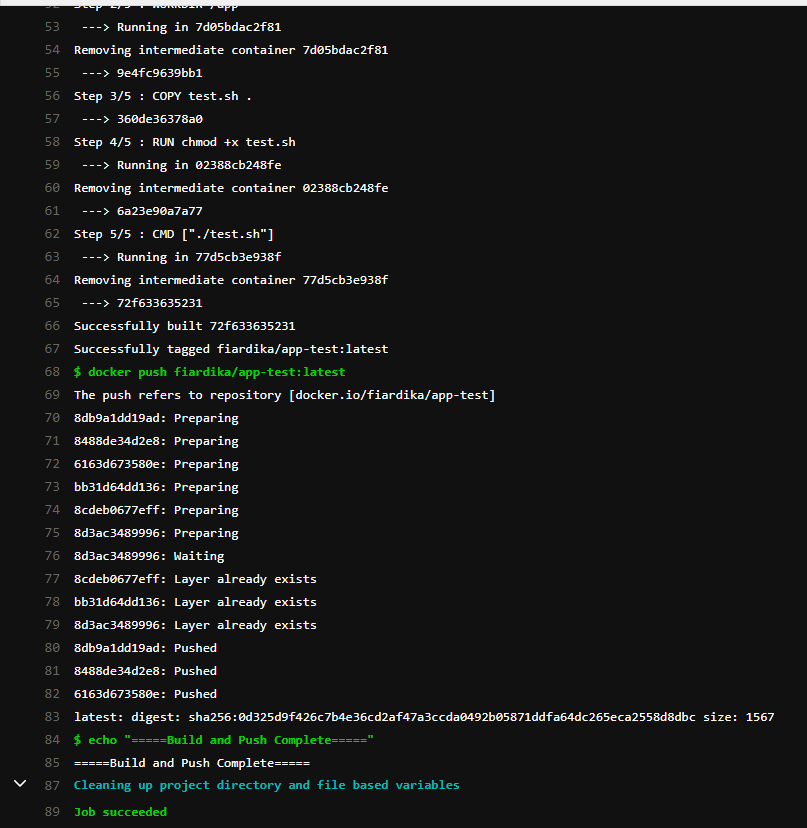 52 Step 2/5 : WORKDIR /app
53 ---> Running in 7d05bdac2f81
54 Removing intermediate container 7d05bdac2f81
55 ---> 9e4fc9639bb1
56 Step 3/5 : COPY test.sh .
57 ---> 360de36378a0
58 Step 4/5 : RUN chmod +x test.sh
59 ---> Running in 02388cb248fe
60 Removing intermediate container 02388cb248fe
61 ---> 6a23e90a7a77
62 Step 5/5 : CMD ["./test.sh"]
63 ---> Running in 77d5cb3e938f
64 Removing intermediate container 77d5cb3e938f
65 ---> 72f633635231
66 Successfully built 72f633635231
67 Successfully tagged fiardika/app-test:latest
68 $ docker push fiardika/app-test:latest
69 The push refers to repository [docker.io/fiardika/app-test]
70 8db9a1dd19ad: Preparing
71 8488de34d2e8: Preparing
72 6163d673580e: Preparing
73 bb31d64dd136: Preparing
74 8cdeb0677eff: Preparing
75 8d3ac3489996: Preparing
76 8d3ac3489996: Waiting
77 8cdeb0677eff: Layer already exists
78 bb31d64dd136: Layer already exists
79 8d3ac3489996: Layer already exists
80 8db9a1dd19ad: Pushed
81 8488de34d2e8: Pushed
82 6163d673580e: Pushed
83 latest: digest: sha256:0d325d9f426c7b4e36cd2af47a3ccda0492b05871ddfa64dc265eca2558d8dbc size: 1567
84 $ echo "=====Build and Push Complete====="
85 =====Build and Push Complete=====
87 Cleaning up project directory and file based variables
89 Job succeeded